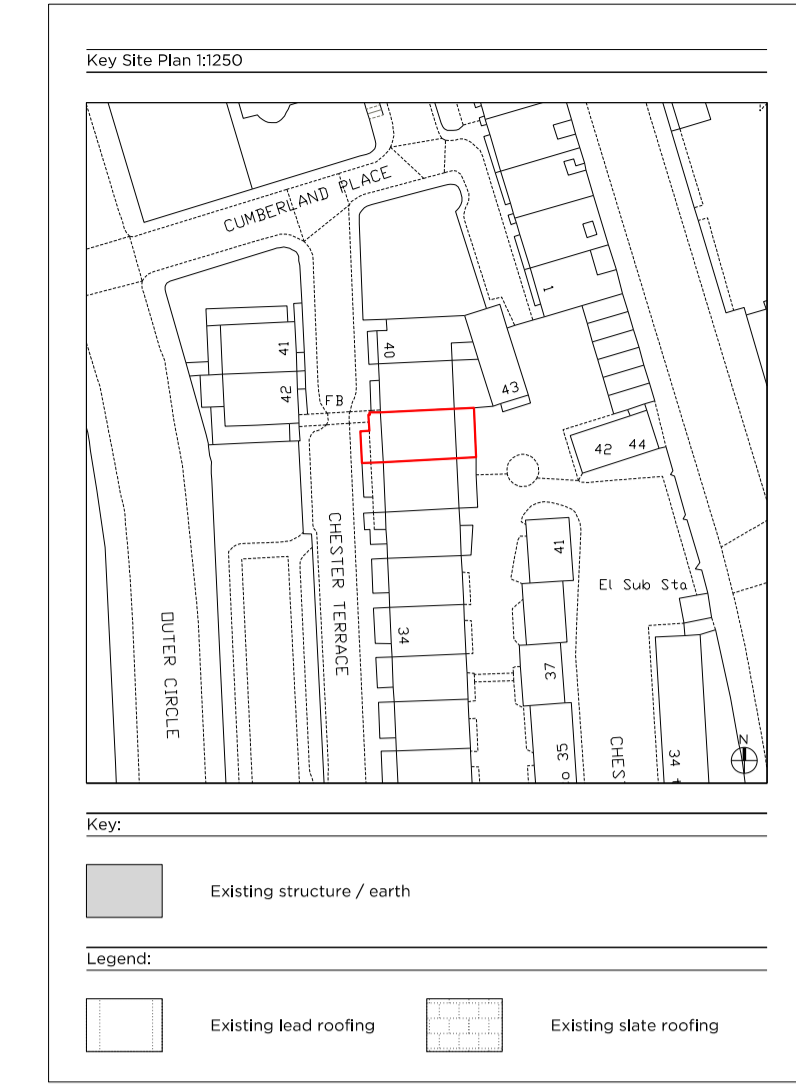 Key Site Plan 1:1250
CUMBERLAND PLACE
1
41
40
42
FB
43
42 44
CHESTER TERRACE
41
El Sub Sta
OUTER CIRCLE
34
37
o 35
CHES
34
N
Key:
Existing structure / earth
Legend:
Existing lead roofing
Existing slate roofing